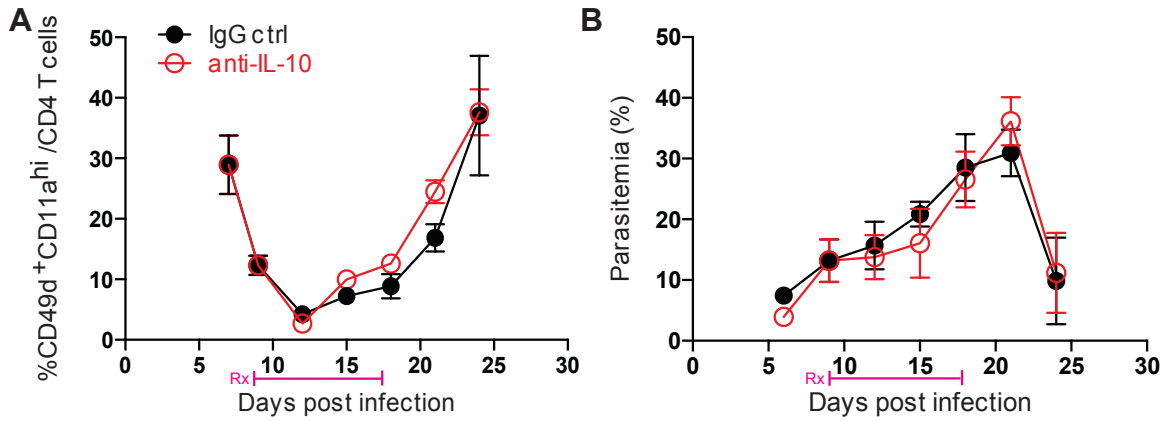 A
%CD49d +CD11ahi /CD4 T cells
IgG ctrl
anti-IL-10
50
40
30
20
10
0
0 5 10 15 20 25 30
Rx
Days post infection
B
Parasitemia (%)
50
40
30
20
10
0
0 5 10 15 20 25 30
Rx
Days post infection